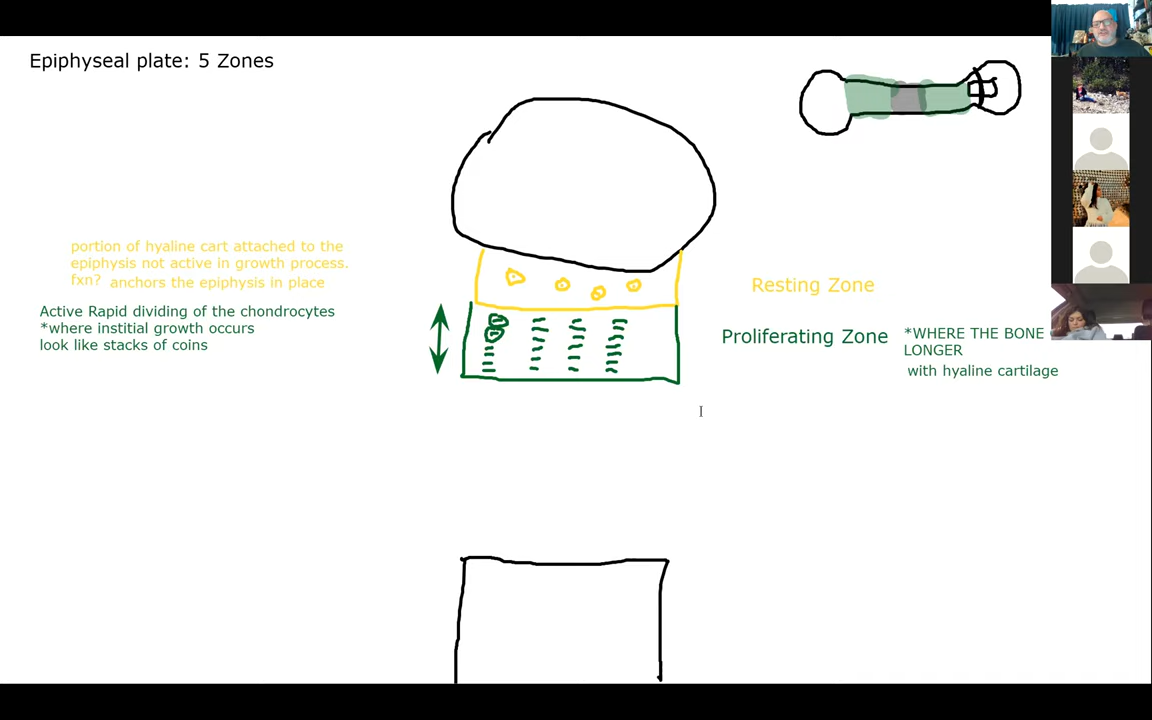 Epiphyseal plate: 5 Zones
portion of hyaline cart attached to the
epiphysis not active in growth process.
fxn? anchors the epiphysis in place
Resting Zone
Active Rapid dividing of the chondrocytes
*where institial growth occurs
look like stacks of coins
Proliferating Zone
*WHERE THE BONE
LONGER
with hyaline cartilage